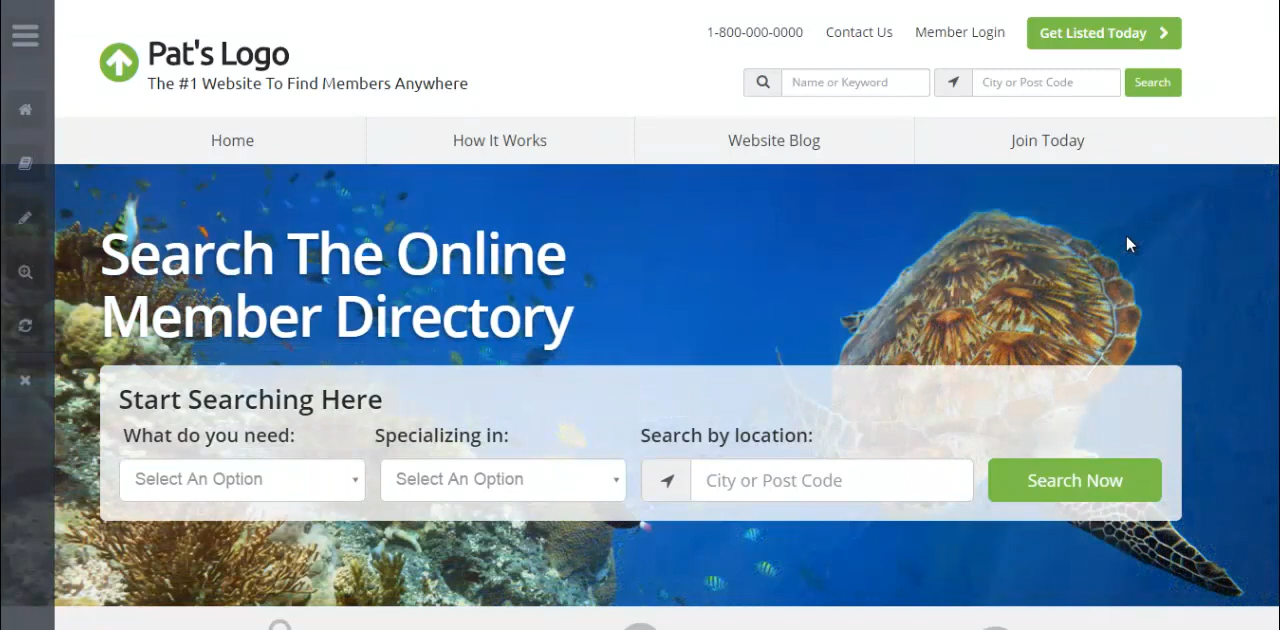 1-800-000-0000 Contact Us Member Login Get Listed Today
Pat's Logo
The #1 Website To Find Members Anywhere
Name or Keyword City or Post Code Search
Home How It Works Website Blog Join Today
Search The Online
Member Directory
Start Searching Here
What do you need: Specializing in: Search by location:
Select An Option Select An Option City or Post Code Search Now